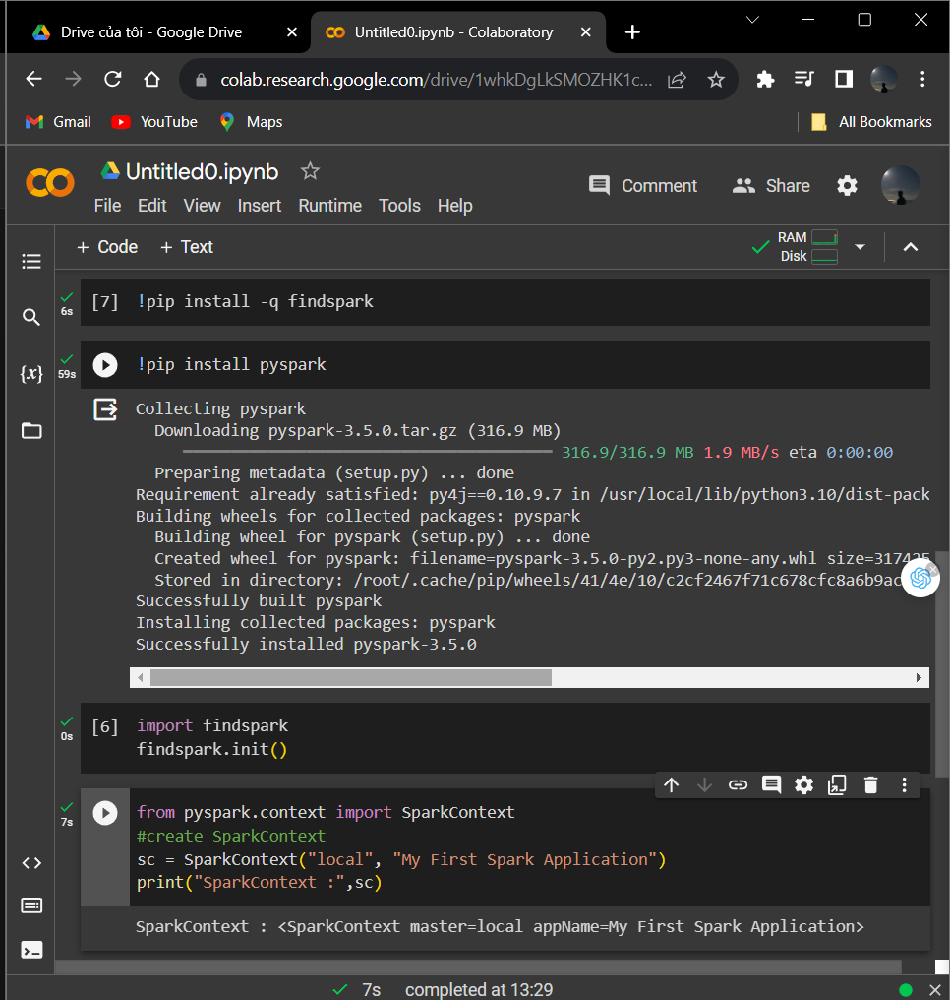 Drive của tôi - Google Drive
Untitled0.ipynb - Colaboratory
colab.research.google.com/drive/1whkDgLkSMOZHK1c...
Gmail
YouTube
Maps
All Bookmarks
Untitled0.ipynb
File Edit View Insert Runtime Tools Help
Comment
Share
+ Code + Text
RAM
Disk
6s
[7] !pip install -q findspark
59s
!pip install pyspark
Collecting pyspark
Downloading pyspark-3.5.0.tar.gz (316.9 MB)
316.9/316.9 MB 1.9 MB/s eta 0:00:00
Preparing metadata (setup.py) ... done
Requirement already satisfied: py4j==0.10.9.7 in /usr/local/lib/python3.10/dist-pack
Building wheels for collected packages: pyspark
Building wheel for pyspark (setup.py) ... done
Created wheel for pyspark: filename=pyspark-3.5.0-py2.py3-none-any.whl size=317425
Stored in directory: /root/.cache/pip/wheels/41/4e/10/c2cf2467f71c678cfc8a6b9ac
Successfully built pyspark
Installing collected packages: pyspark
Successfully installed pyspark-3.5.0
0s
[6] import findspark
findspark.init()
7s
from pyspark.context import SparkContext
#create SparkContext
sc = SparkContext("local", "My First Spark Application")
print("SparkContext :",sc)
SparkContext : <SparkContext master=local appName=My First Spark Application>
7s completed at 13:29